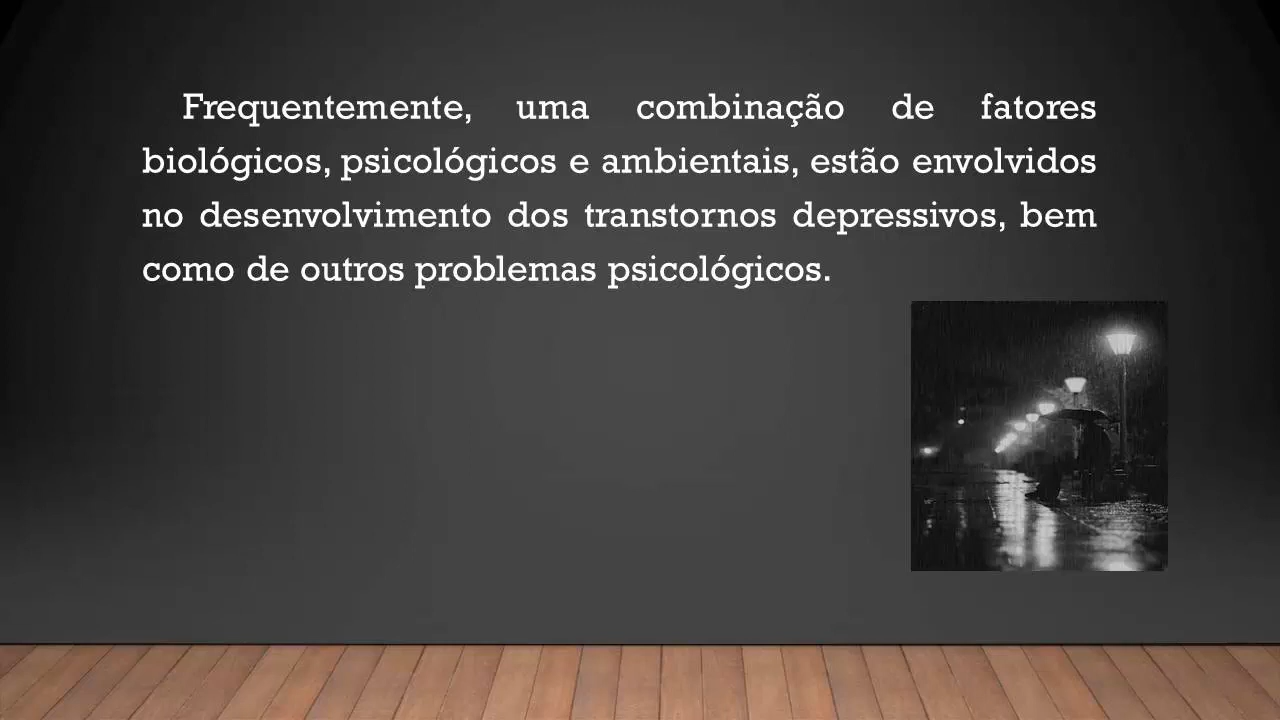 Frequentemente, uma combinação de fatores
biológicos, psicológicos e ambientais, estão envolvidos
no desenvolvimento dos transtornos depressivos, bem
como de outros problemas psicológicos.